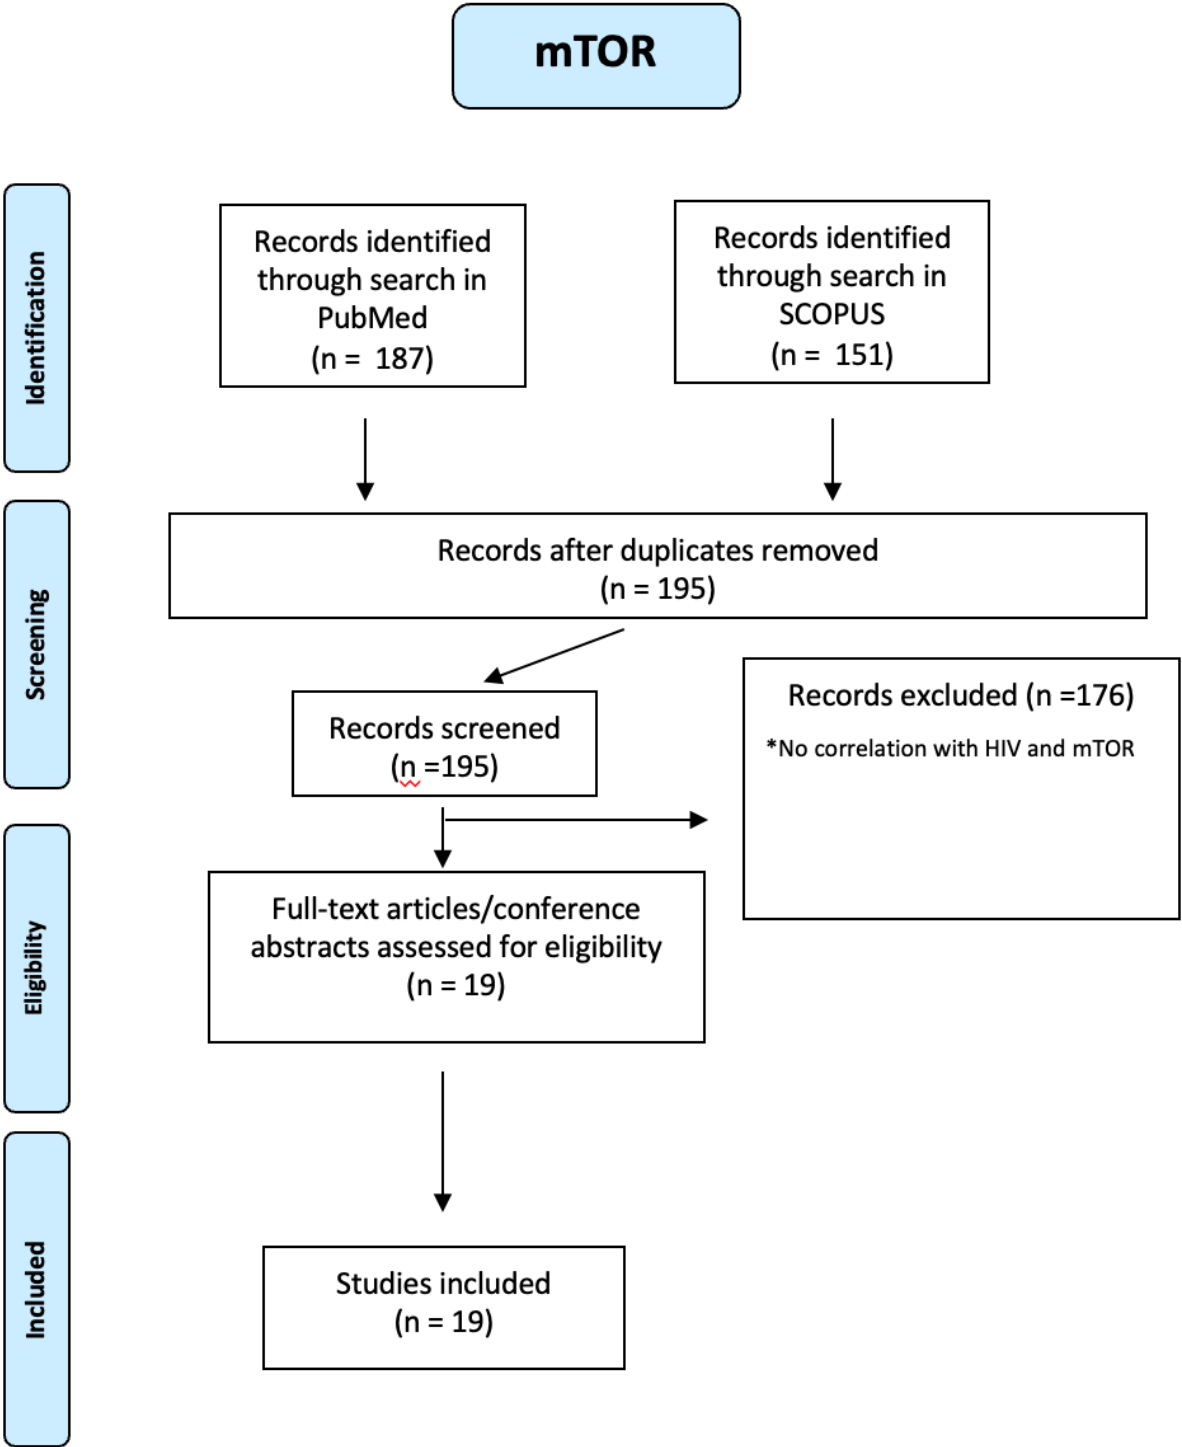 mTOR
Identification
Records identified
through search in
PubMed
(n =  187)
Records identified
through search in
SCOPUS
(n =  151)
Screening
Records after duplicates removed
(n = 195)
Records screened
(n =195)
Records excluded (n =176)
*No correlation with HIV and mTOR
Eligibility
Full-text articles/conference
abstracts assessed for eligibility
(n = 19)
Included
Studies included
(n = 19)